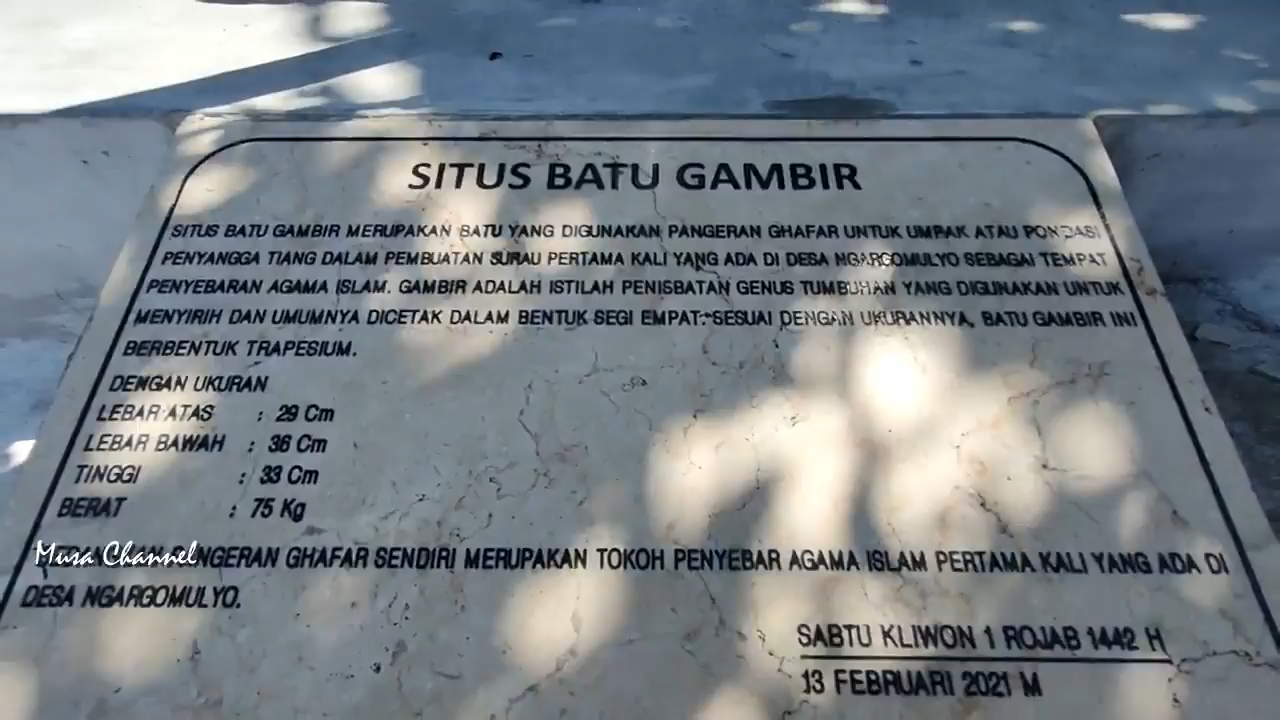 SITUS BATU GAMBIR
SITUS BATU GAMBIR MERUPAKAN BATU YANG DIGUNAKAN PANGERAN GHAFAR UNTUK UMPAK ATAU PONDASI
PENYANGGA TIANG DALAM PEMBUATAN SURAU PERTAMA KALI YANG ADA DI DESA NGARGOMULYO SEBAGAI TEMPAT
PENYEBARAN AGAMA ISLAM. GAMBIR ADALAH ISTILAH PENISBATAN GENUS TUMBUHAN YANG DIGUNAKAN UNTUK
MENYIRIH DAN UMUMNYA DICETAK DALAM BENTUK SEGI EMPAT. SESUAI DENGAN UKURANNYA, BATU GAMBIR INI
BERBENTUK TRAPESIUM.
DENGAN UKURAN
LEBAR ATAS : 29 Cm
LEBAR BAWAH : 36 Cm
TINGGI : 33 Cm
BERAT : 75 Kg
Musa Channel
PANGERAN GHAFAR SENDIRI MERUPAKAN TOKOH PENYEBAR AGAMA ISLAM PERTAMA KALI YANG ADA DI
DESA NGARGOMULYO.
SABTU KLIWON 1 ROJAB 1442 H
13 FEBRUARI 2021 M